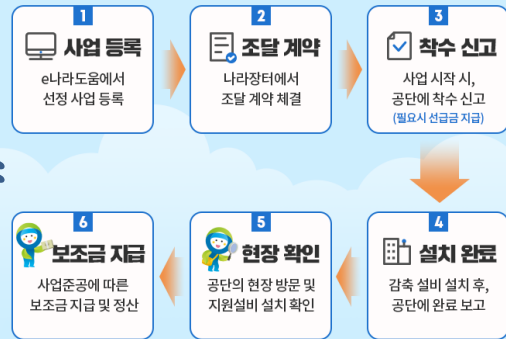 1
사업 등록
e나라도움에서
선정 사업 등록
2
조달 계약
나라장터에서
조달 계약 체결
3
착수 신고
사업 시작 시,
공단에 착수 신고
(필요시 선급금 지급)
4
설치 완료
감축 설비 설치 후,
공단에 완료 보고
5
현장 확인
공단의 현장 방문 및
지원설비 설치 확인
6
보조금 지급
사업준공에 따른
보조금 지급 및 정산